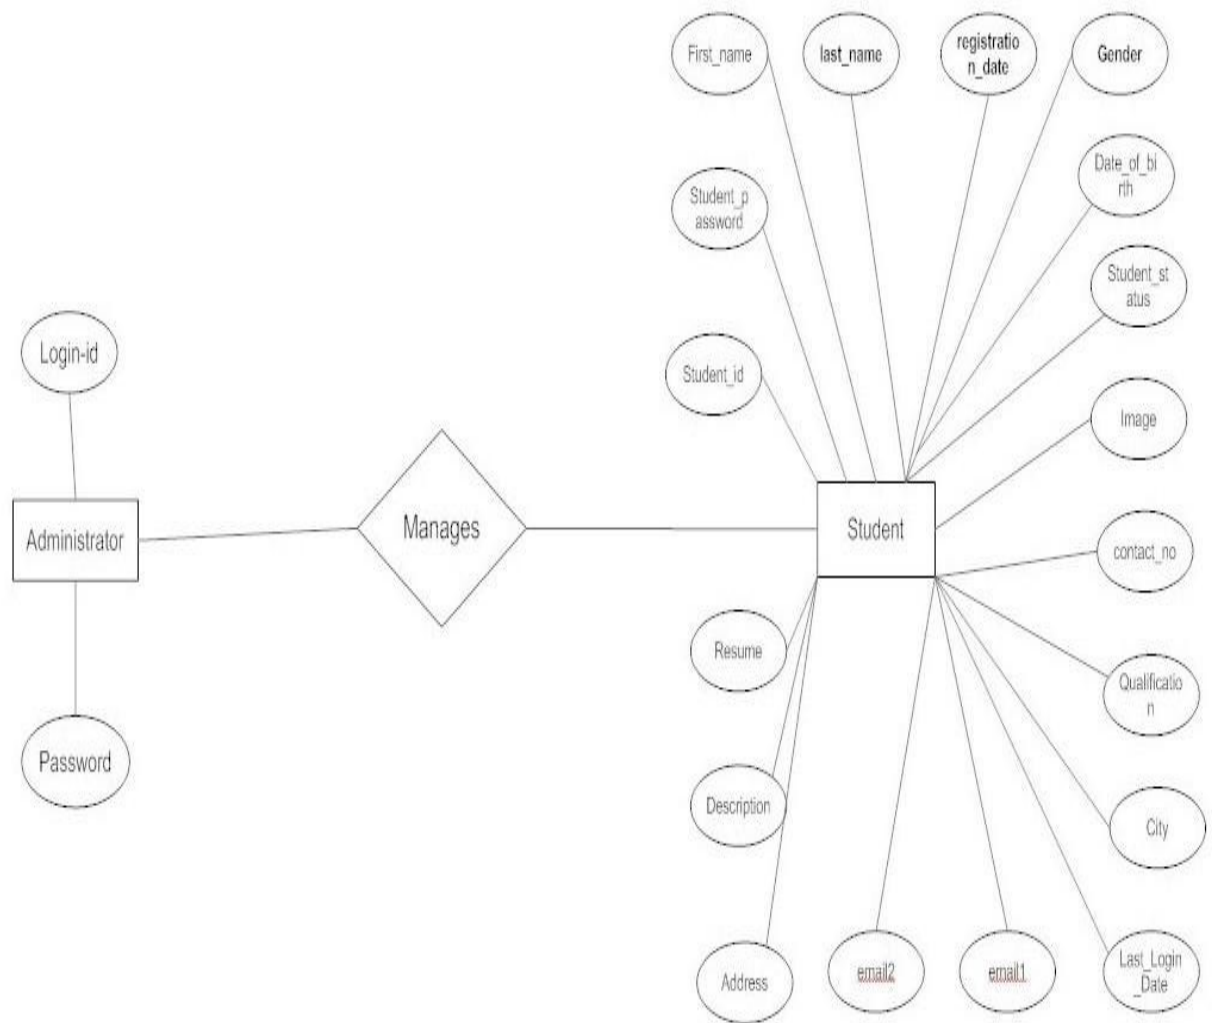 First_name
last_name
registratio
n_date
Gender
Date_of_bi
rth
Student_p
assword
Student_st
atus
Login-id
Student_id
Image
Administrator
Manages
Student
contact_no
Resume
Qualificatio
n
Password
Description
City
Address
email2
email1
Last_Login
_Date